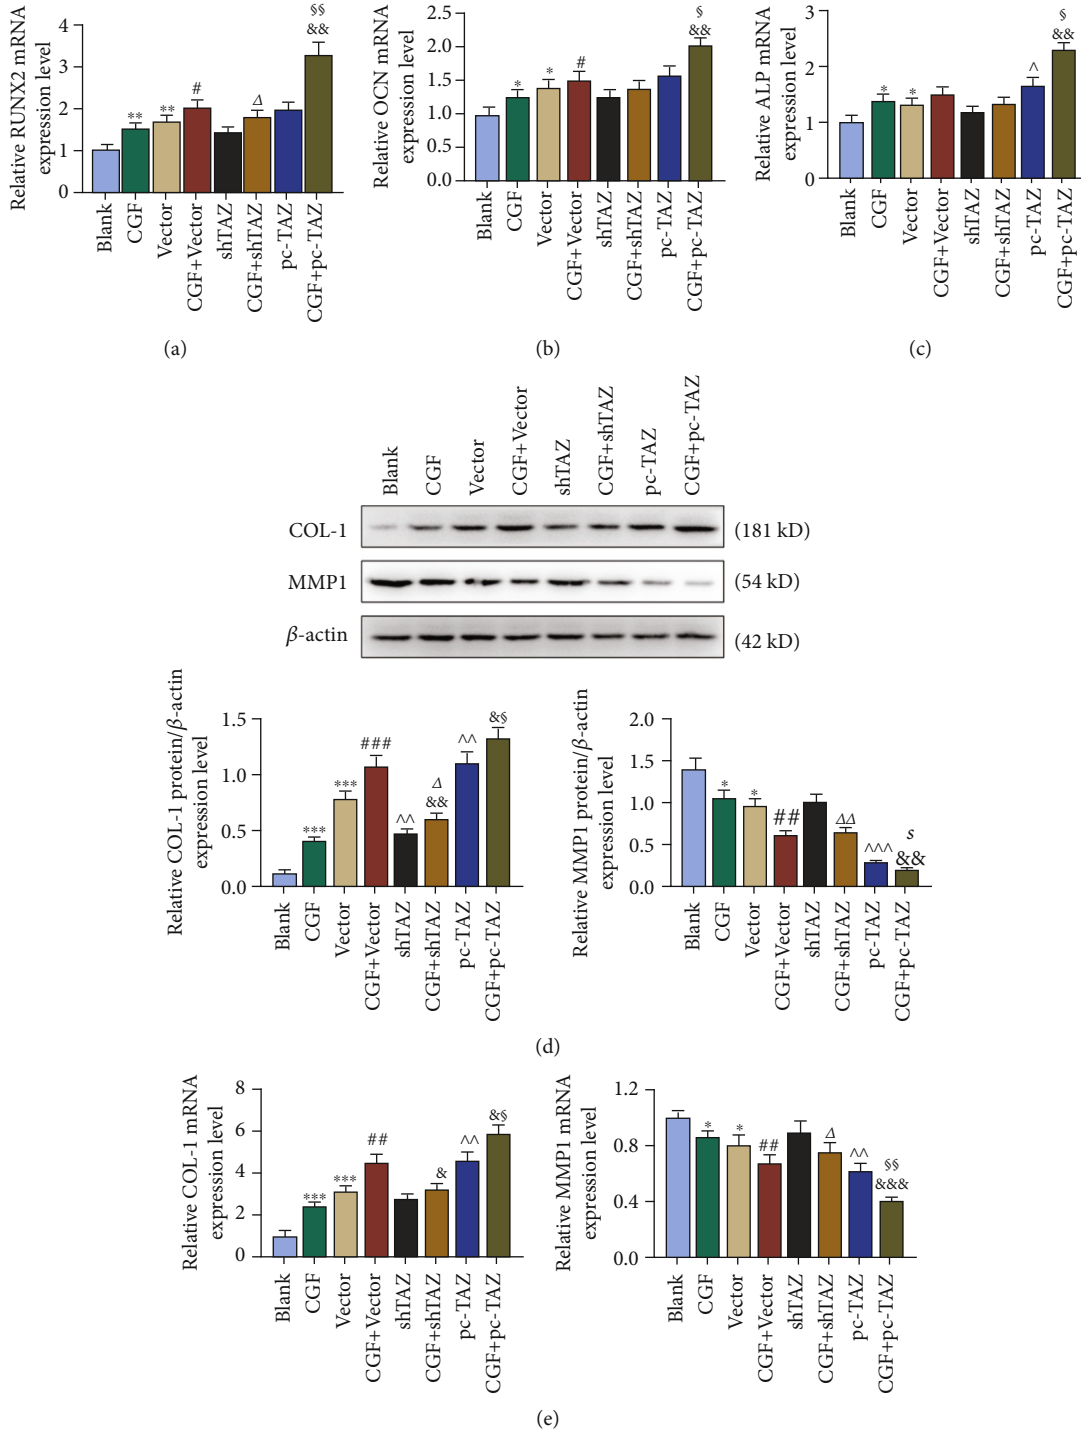 Relative RUNX2 mRNA
expression level
4
3
2
1
0
**
**
#
Δ
§§
&&
Blank
CGF
Vector
CGF+Vector
shTAZ
CGF+shTAZ
pc-TAZ
CGF+pc-TAZ
(a)
Relative OCN mRNA
expression level
2.5
2.0
1.5
1.0
0.5
0.0
*
*
#
§
&&
Blank
CGF
Vector
CGF+Vector
shTAZ
CGF+shTAZ
pc-TAZ
CGF+pc-TAZ
(b)
Relative ALP mRNA
expression level
3
2
1
0
*
*
^
§
&&
Blank
CGF
Vector
CGF+Vector
shTAZ
CGF+shTAZ
pc-TAZ
CGF+pc-TAZ
(c)
Blank
CGF
Vector
CGF+Vector
shTAZ
CGF+shTAZ
pc-TAZ
CGF+pc-TAZ
COL-1 (181 kD)
MMP1 (54 kD)
β-actin (42 kD)
Relative COL-1 protein/β-actin
expression level
1.5
1.0
0.5
0.0
***
***
###
^^
Δ
&&
^^
&§
Blank
CGF
Vector
CGF+Vector
shTAZ
CGF+shTAZ
pc-TAZ
CGF+pc-TAZ
Relative MMP1 protein/β-actin
expression level
2.0
1.5
1.0
0.5
0.0
*
*
##
ΔΔ
^^^
s
&&
Blank
CGF
Vector
CGF+Vector
shTAZ
CGF+shTAZ
pc-TAZ
CGF+pc-TAZ
(d)
Relative COL-1 mRNA
expression level
8
6
4
2
0
***
***
##
&
^^
&§
Blank
CGF
Vector
CGF+Vector
shTAZ
CGF+shTAZ
pc-TAZ
CGF+pc-TAZ
Relative MMP1 mRNA
expression level
1.2
0.8
0.4
0.0
*
*
##
Δ
^^
§§
&&&
Blank
CGF
Vector
CGF+Vector
shTAZ
CGF+shTAZ
pc-TAZ
CGF+pc-TAZ
(e)